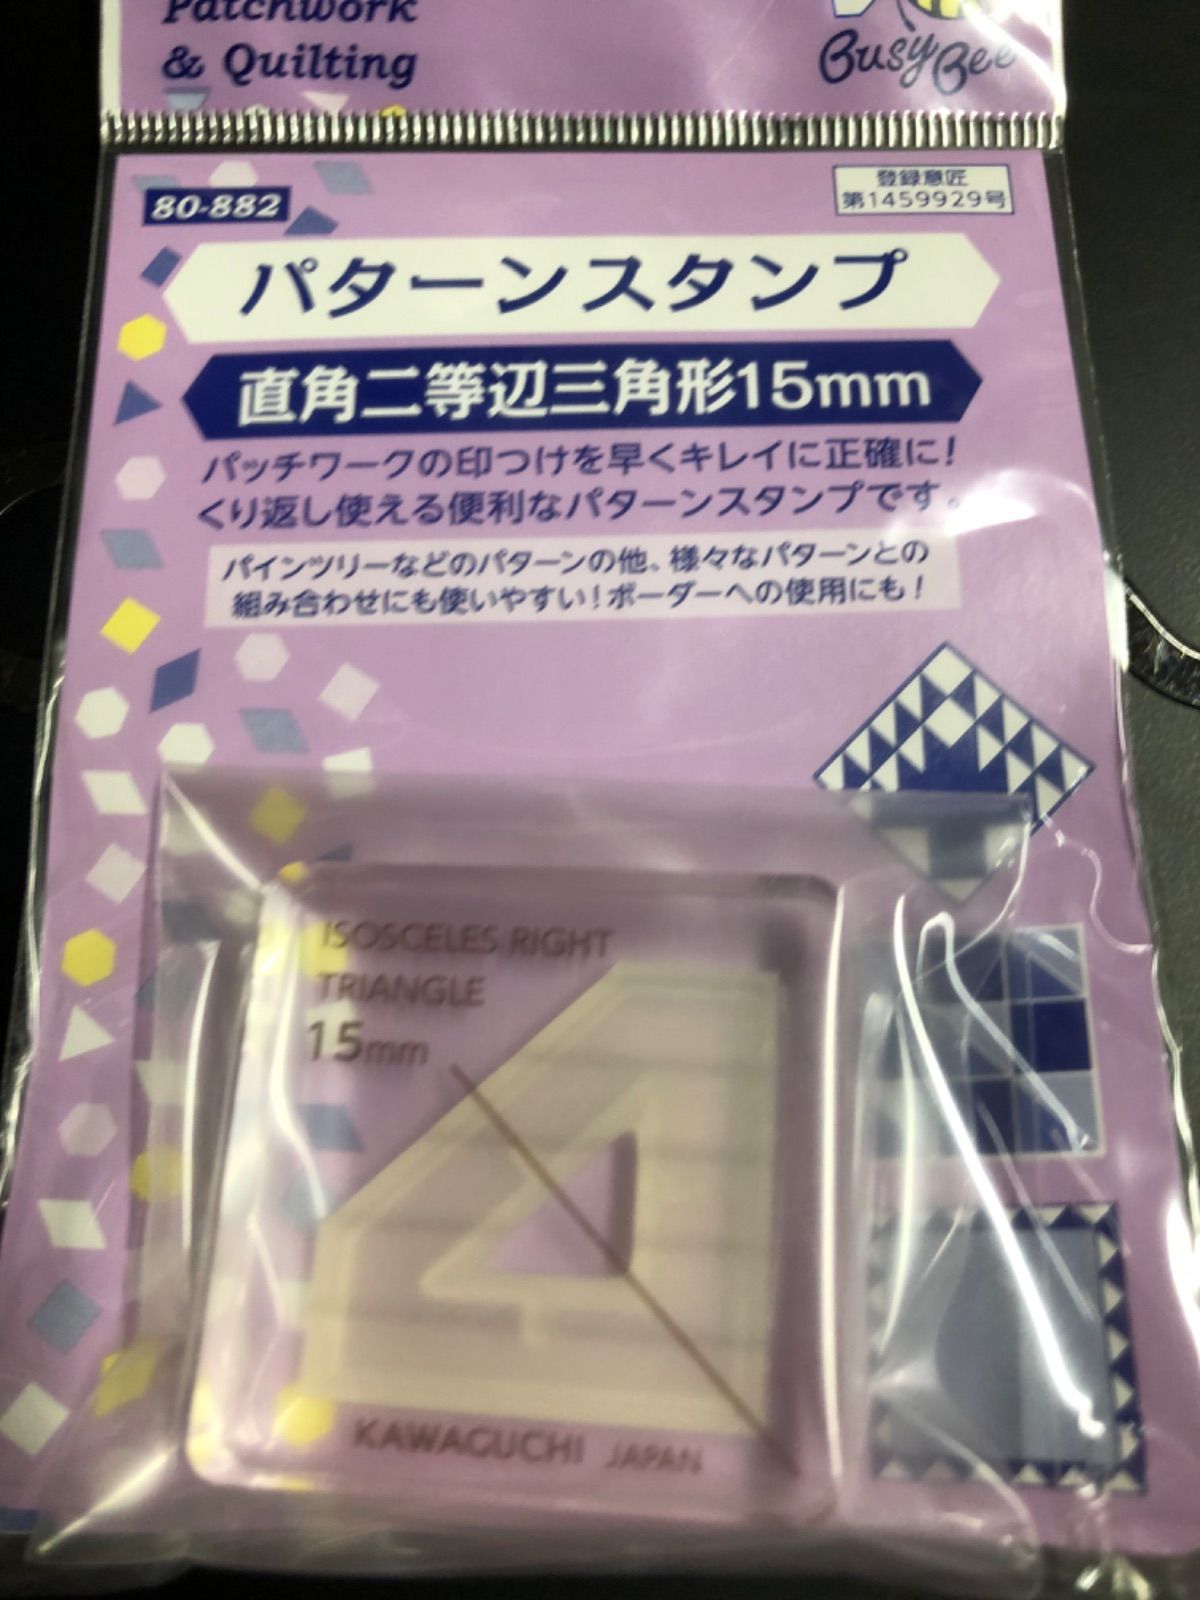 Patchwork
& Quilting
Busy Bee
80-882
登録意匠
第1459929号
パターンスタンプ
直角二等辺三角形15mm
パッチワークの印つけを早くキレイに正確に!
くり返し使える便利なパターンスタンプです。
パインツリーなどのパターンの他、様々なパターンとの
組み合わせにも使いやすい!ボーダーへの使用にも!
ISOSCELES RIGHT
TRIANGLE
15mm
KAWAGUCHI JAPAN